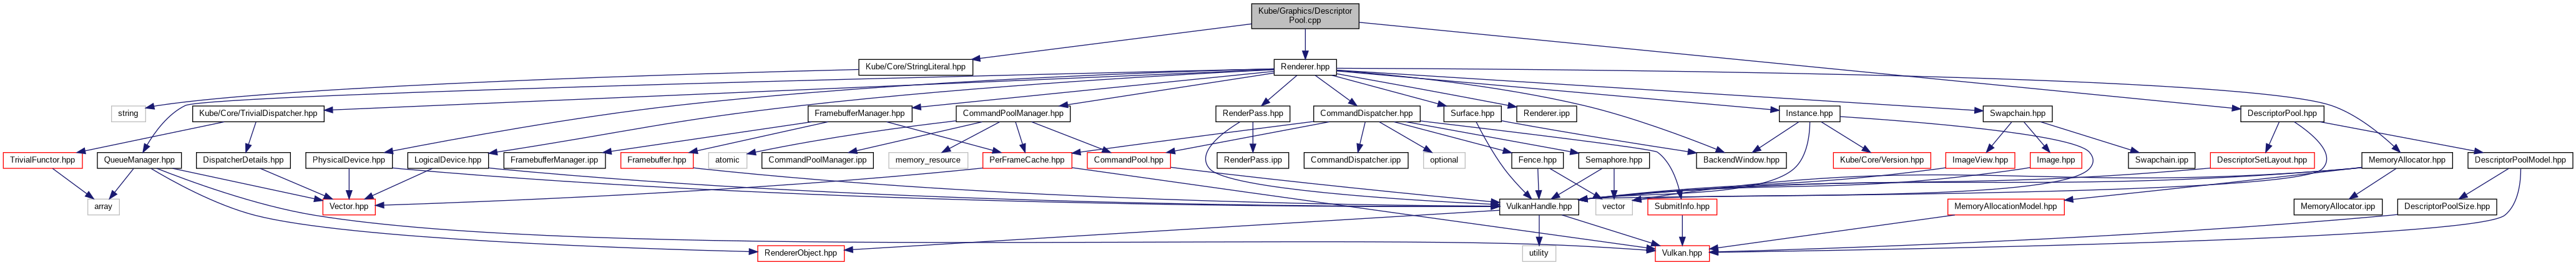 Kube/Graphics/Descriptor
Pool.cpp
Kube/Core/StringLiteral.hpp
Renderer.hpp
string
Kube/Core/TrivialDispatcher.hpp
FramebufferManager.hpp
CommandPoolManager.hpp
RenderPass.hpp
CommandDispatcher.hpp
Surface.hpp
Renderer.ipp
Instance.hpp
Swapchain.hpp
DescriptorPool.hpp
TrivialFunctor.hpp
QueueManager.hpp
DispatcherDetails.hpp
PhysicalDevice.hpp
LogicalDevice.hpp
FramebufferManager.ipp
Framebuffer.hpp
atomic
CommandPoolManager.ipp
memory_resource
PerFrameCache.hpp
CommandPool.hpp
RenderPass.ipp
CommandDispatcher.ipp
optional
Fence.hpp
Semaphore.hpp
BackendWindow.hpp
Kube/Core/Version.hpp
ImageView.hpp
Image.hpp
Swapchain.ipp
DescriptorSetLayout.hpp
MemoryAllocator.hpp
DescriptorPoolModel.hpp
array
Vector.hpp
VulkanHandle.hpp
vector
SubmitInfo.hpp
MemoryAllocationModel.hpp
MemoryAllocator.ipp
DescriptorPoolSize.hpp
RendererObject.hpp
utility
Vulkan.hpp